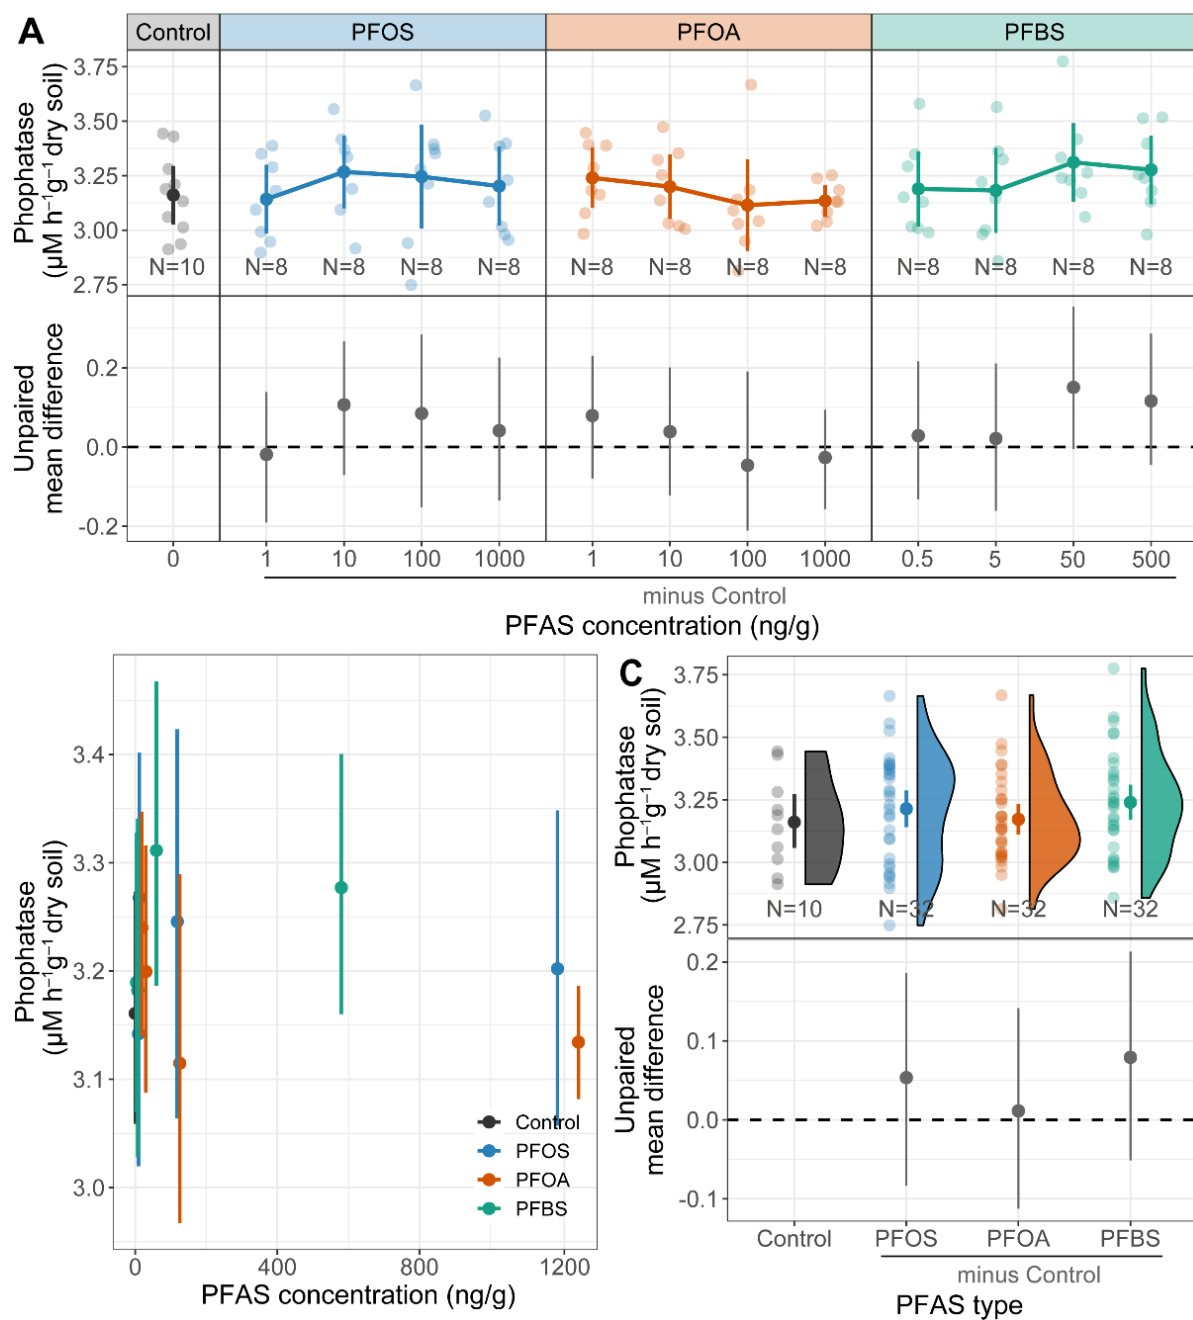 A
Control PFOS PFOA PFBS
Phophatase
(µM h⁻¹g⁻¹dry soil)
3.75
3.50
3.25
3.00
2.75
N=10 N=8 N=8 N=8 N=8 N=8 N=8 N=8 N=8 N=8 N=8 N=8 N=8
Unpaired
mean difference
0.2
0.0
-0.2
0 1 10 100 1000 1 10 100 1000 0.5 5 50 500
minus Control
PFAS concentration (ng/g)
Phophatase
(µM h⁻¹g⁻¹dry soil)
3.4
3.3
3.2
3.1
3.0
Control
PFOS
PFOA
PFBS
0 400 800 1200
PFAS concentration (ng/g)
C
Phophatase
(µM h⁻¹g⁻¹dry soil)
3.75
3.50
3.25
3.00
2.75
N=10 N=32 N=32 N=32
Unpaired
mean difference
0.2
0.1
0.0
-0.1
Control PFOS PFOA PFBS
minus Control
PFAS type